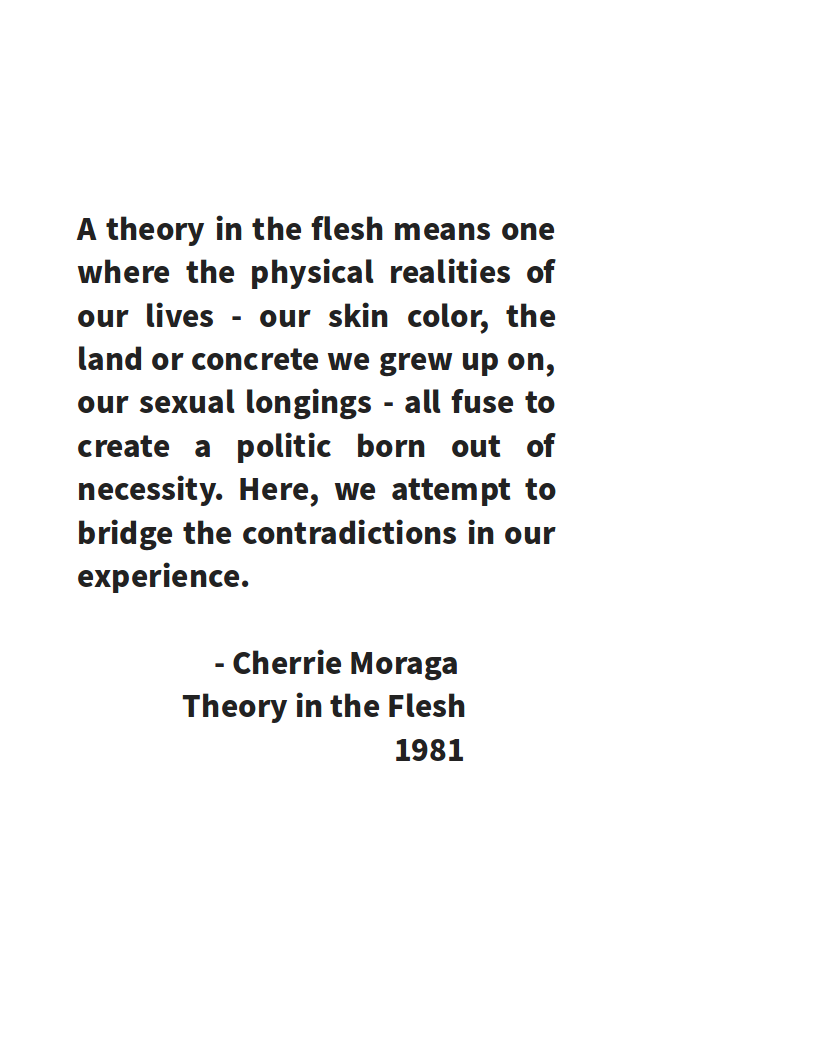 A theory in the flesh means one
where the physical realities of
our lives - our skin color, the
land or concrete we grew up on,
our sexual longings - all fuse to
create a politic born out of
necessity. Here, we attempt to
bridge the contradictions in our
experience.
- Cherrie Moraga
Theory in the Flesh
1981